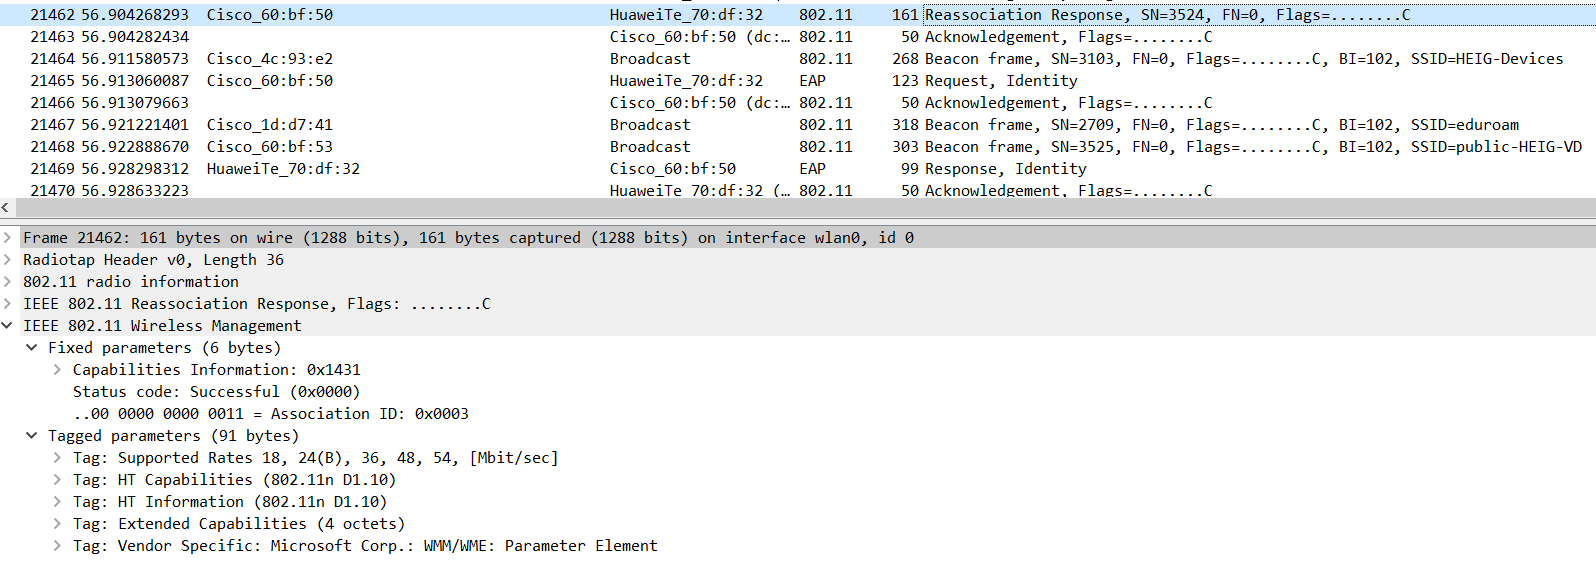 21462 56.904268293 Cisco_60:bf:50 HuaweiTe_70:df:32 802.11 161 Reassociation Response, SN=3524, FN=0, Flags=........C
21463 56.904282434 Cisco_60:bf:50 (dc:… 802.11 50 Acknowledgement, Flags=........C
21464 56.911580573 Cisco_4c:93:e2 Broadcast 802.11 268 Beacon frame, SN=3103, FN=0, Flags=........C, BI=102, SSID=HEIG-Devices
21465 56.913060087 Cisco_60:bf:50 HuaweiTe_70:df:32 EAP 123 Request, Identity
21466 56.913079663 Cisco_60:bf:50 (dc:… 802.11 50 Acknowledgement, Flags=........C
21467 56.921221401 Cisco_1d:d7:41 Broadcast 802.11 318 Beacon frame, SN=2709, FN=0, Flags=........C, BI=102, SSID=eduroam
21468 56.922888670 Cisco_60:bf:53 Broadcast 802.11 303 Beacon frame, SN=3525, FN=0, Flags=........C, BI=102, SSID=public-HEIG-VD
21469 56.928298312 HuaweiTe_70:df:32 Cisco_60:bf:50 EAP 99 Response, Identity
21470 56.928633223 HuaweiTe_70:df:32 (… 802.11 50 Acknowledgement, Flags=........C
Frame 21462: 161 bytes on wire (1288 bits), 161 bytes captured (1288 bits) on interface wlan0, id 0
Radiotap Header v0, Length 36
802.11 radio information
IEEE 802.11 Reassociation Response, Flags: ........C
IEEE 802.11 Wireless Management
Fixed parameters (6 bytes)
Capabilities Information: 0x1431
Status code: Successful (0x0000)
..00 0000 0000 0011 = Association ID: 0x0003
Tagged parameters (91 bytes)
Tag: Supported Rates 18, 24(B), 36, 48, 54, [Mbit/sec]
Tag: HT Capabilities (802.11n D1.10)
Tag: HT Information (802.11n D1.10)
Tag: Extended Capabilities (4 octets)
Tag: Vendor Specific: Microsoft Corp.: WMM/WME: Parameter Element